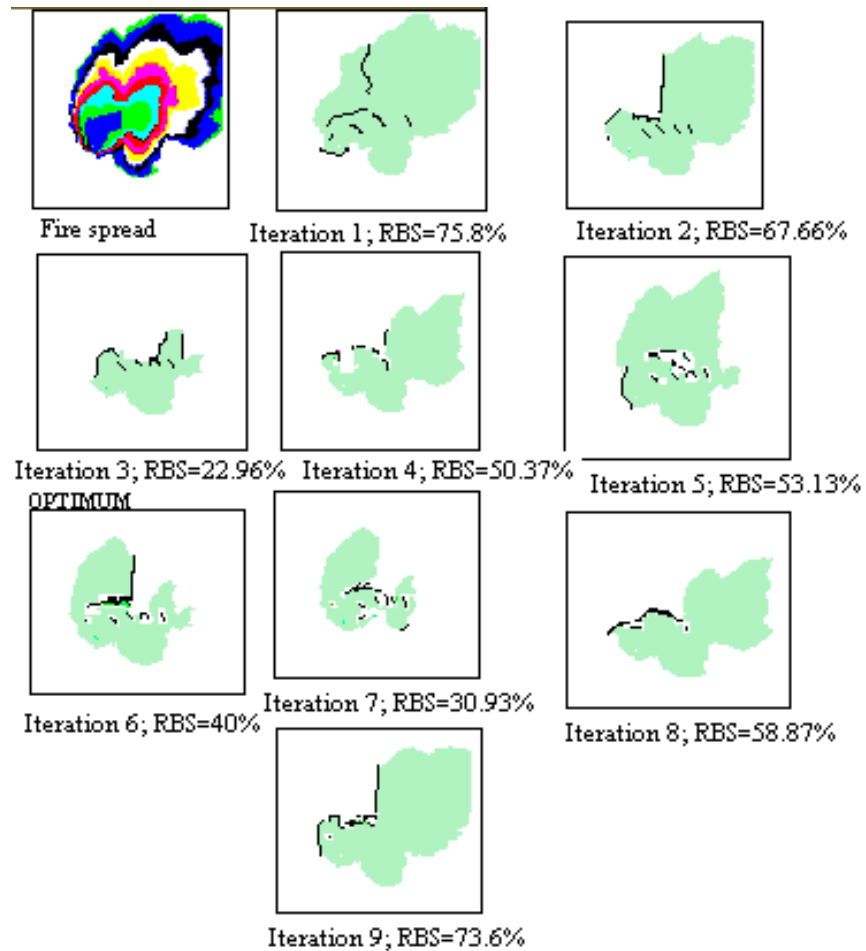 Fire spread
Iteration 1; RBS=75.8%
Iteration 2; RBS=67.66%
Iteration 3; RBS=22.96%
OPTIMUM
Iteration 4; RBS=50.37%
Iteration 5; RBS=53.13%
Iteration 6; RBS=40%
Iteration 7; RBS=30.93%
Iteration 8; RBS=58.87%
Iteration 9; RBS=73.6%